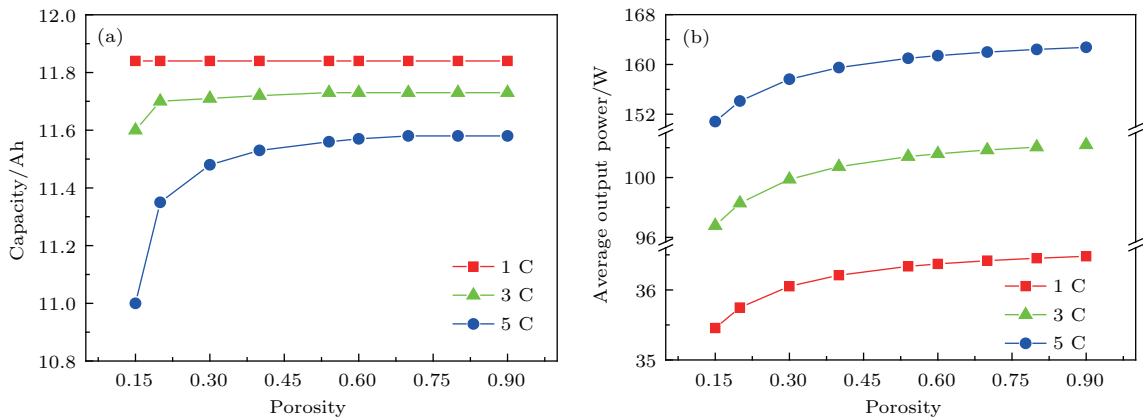 (a)
Capacity/Ah
12.0
11.8
11.6
11.4
11.2
11.0
10.8
0.15 0.30 0.45 0.60 0.75 0.90
Porosity
1 C
3 C
5 C
(b)
Average output power/W
160
152
100
96
36
35
0.15 0.30 0.45 0.60 0.75 0.90
Porosity
1 C
3 C
5 C